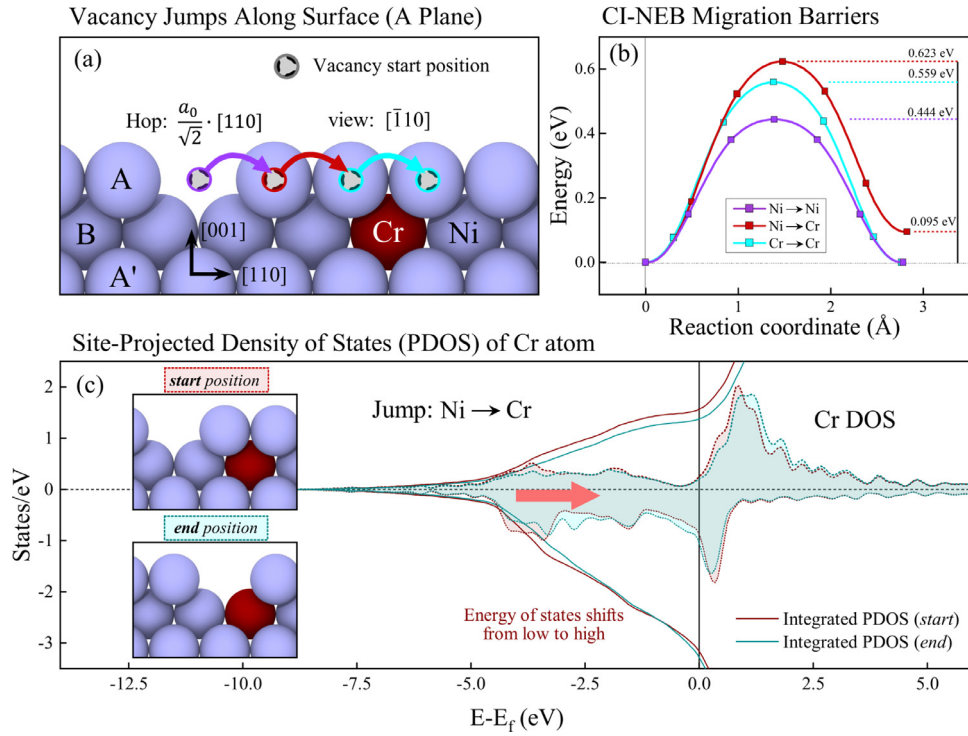 Vacancy Jumps Along Surface (A Plane)
(a)
Vacancy start position
Hop: a₀/√2 · [110]
view: [1̄10]
A
B
A'
[001]
[110]
Cr
Ni
CI-NEB Migration Barriers
(b)
0.623 eV
0.559 eV
0.444 eV
0.095 eV
Ni→Ni
Ni→Cr
Cr→Cr
Energy (eV)
0.6
0.4
0.2
0.0
0
1
2
3
Reaction coordinate (Å)
Site-Projected Density of States (PDOS) of Cr atom
(c)
start position
end position
Jump: Ni→Cr
Cr DOS
Energy of states shifts
from low to high
Integrated PDOS (start)
Integrated PDOS (end)
States/eV
2
1
0
-1
-2
-3
-12.5
-10.0
-7.5
-5.0
-2.5
0.0
2.5
5.0
E-E_f (eV)